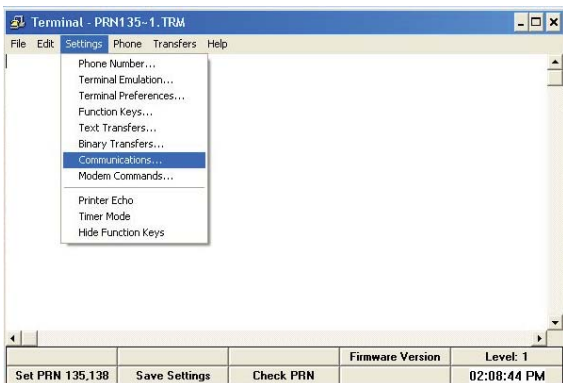 Terminal - PRN135~1.TRM
File Edit Settings Phone Transfers Help
Phone Number...
Terminal Emulation...
Terminal Preferences...
Function Keys...
Text Transfers...
Binary Transfers...
Communications...
Modem Commands...
Printer Echo
Timer Mode
Hide Function Keys
Firmware Version Level: 1
Set PRN 135,138 Save Settings Check PRN 02:08:44 PM